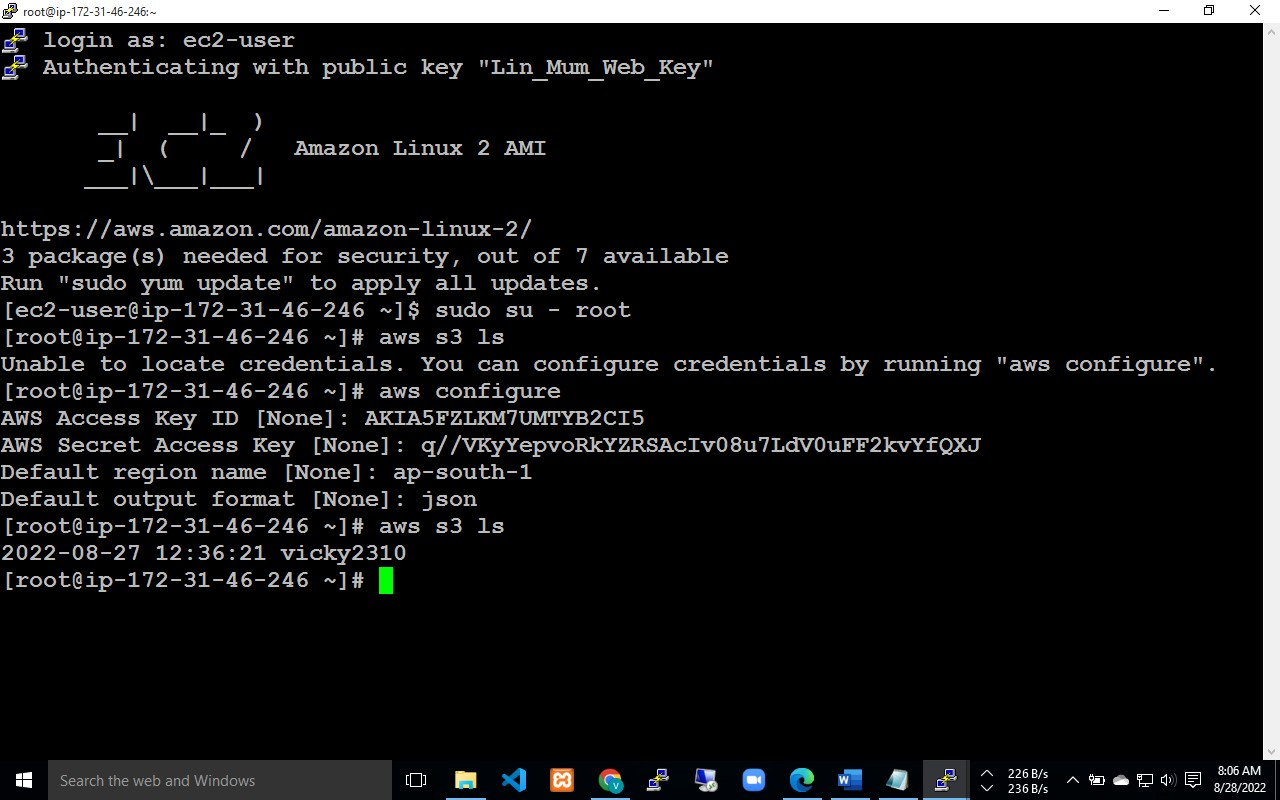 root@ip-172-31-46-246:~
login as: ec2-user
Authenticating with public key "Lin_Mum_Web_Key"
__|  __|_  )
_|  (     /   Amazon Linux 2 AMI
___|\___|___|
https://aws.amazon.com/amazon-linux-2/
3 package(s) needed for security, out of 7 available
Run "sudo yum update" to apply all updates.
[ec2-user@ip-172-31-46-246 ~]$ sudo su - root
[root@ip-172-31-46-246 ~]# aws s3 ls
Unable to locate credentials. You can configure credentials by running "aws configure".
[root@ip-172-31-46-246 ~]# aws configure
AWS Access Key ID [None]: AKIA5FZLKM7UMTYB2CI5
AWS Secret Access Key [None]: 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
Default region name [None]: ap-south-1
Default output format [None]: json
[root@ip-172-31-46-246 ~]# aws s3 ls
2022-08-27 12:36:21 vicky2310
[root@ip-172-31-46-246 ~]#
Search the web and Windows
226 B/s
236 B/s
8:06 AM
8/28/2022